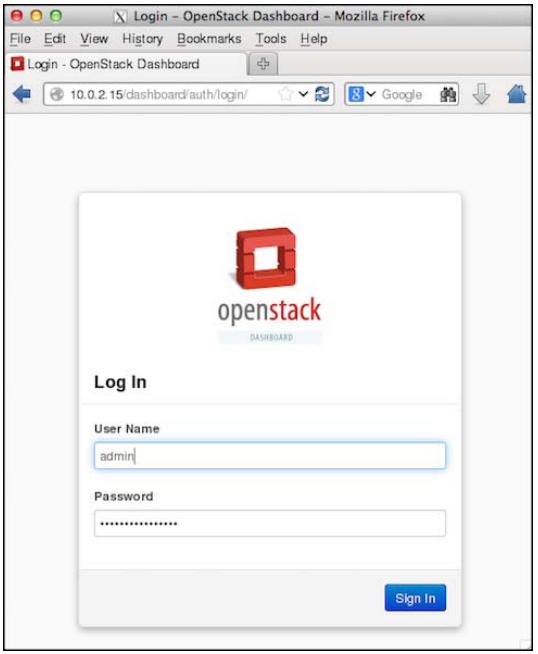 Login - OpenStack Dashboard - Mozilla Firefox
File Edit View History Bookmarks Tools Help
Login - OpenStack Dashboard
10.0.2.15/dashboard/auth/login/ 8 Google
openstack
DASHBOARD
Log In
User Name
admin
Password
••••••••••••••••
Sign In